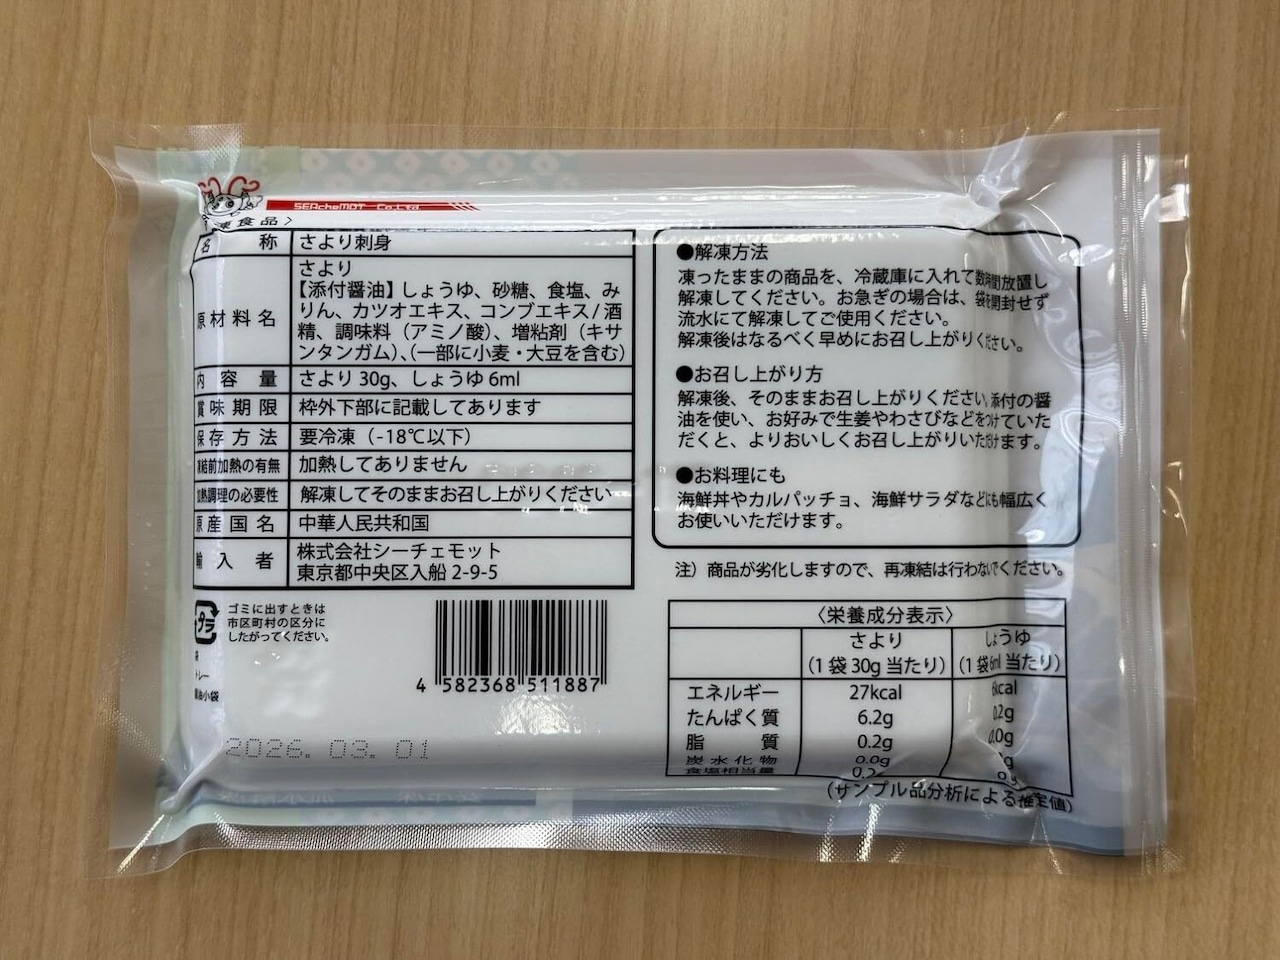 SEAcheMOT Co.Ltd
凍食品〉
名称 さより刺身
原材料名 さより
【添付醤油】しょうゆ、砂糖、食塩、み
りん、カツオエキス、コンブエキス/酒
精、調味料（アミノ酸）、増粘剤（キサ
ンタンガム）、（一部に小麦・大豆を含む）
内容量 さより 30g、しょうゆ 6ml
賞味期限 枠外下部に記載してあります
保存方法 要冷凍（-18℃以下）
凍結前加熱の有無 加熱してありません
加熱調理の必要性 解凍してそのままお召し上がりください
原産国名 中華人民共和国
輸入者 株式会社シーチェモット
東京都中央区入船 2-9-5
プラ
ゴミに出すときは
市区町村の区分に
したがってください。
袋
トレー
醤油小袋
4 582368 511887
2026. 03. 01
●解凍方法
凍ったままの商品を、冷蔵庫に入れて数時間放置し
解凍してください。お急ぎの場合は、袋を開封せず
流水にて解凍してご使用ください。
解凍後はなるべく早めにお召し上がりください。
●お召し上がり方
解凍後、そのままお召し上がりください。添付の醤
油を使い、お好みで生姜やわさびなどをつけていた
だくと、よりおいしくお召し上がりいただけます。
●お料理にも
海鮮丼やカルパッチョ、海鮮サラダなどにも幅広く
お使いいただけます。
注）商品が劣化しますので、再凍結は行わないでください。
〈栄養成分表示〉
さより しょうゆ
(1 袋 30g 当たり) (1 袋 6ml 当たり)
エネルギー 27kcal 6kcal
たんぱく質 6.2g 0.2g
脂質 0.2g 0.0g
炭水化物 0.0g
食塩相当量
（サンプル品分析による推定値）